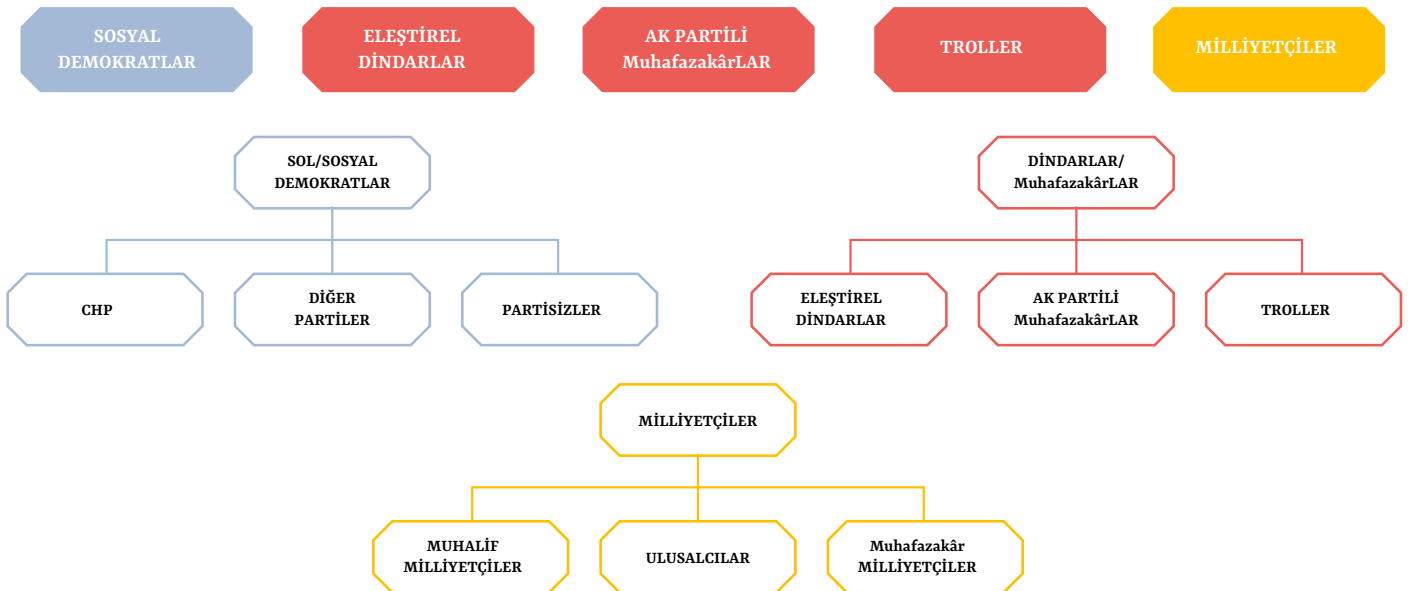 SOSYAL
DEMOKRATLAR
ELEŞTİREL
DİNDARLAR
AK PARTİLİ
MuhafazakârLAR
TROLLER
MİLLİYETÇİLER
SOL/SOSYAL
DEMOKRATLAR
DİNDARLAR/
MuhafazakârLAR
CHP
DİĞER
PARTİLER
PARTİSİZLER
ELEŞTİREL
DİNDARLAR
AK PARTİLİ
MuhafazakârLAR
TROLLER
MİLLİYETÇİLER
MUHALİF
MİLLİYETÇİLER
ULUSALCILAR
Muhafazakâr
MİLLİYETÇİLER